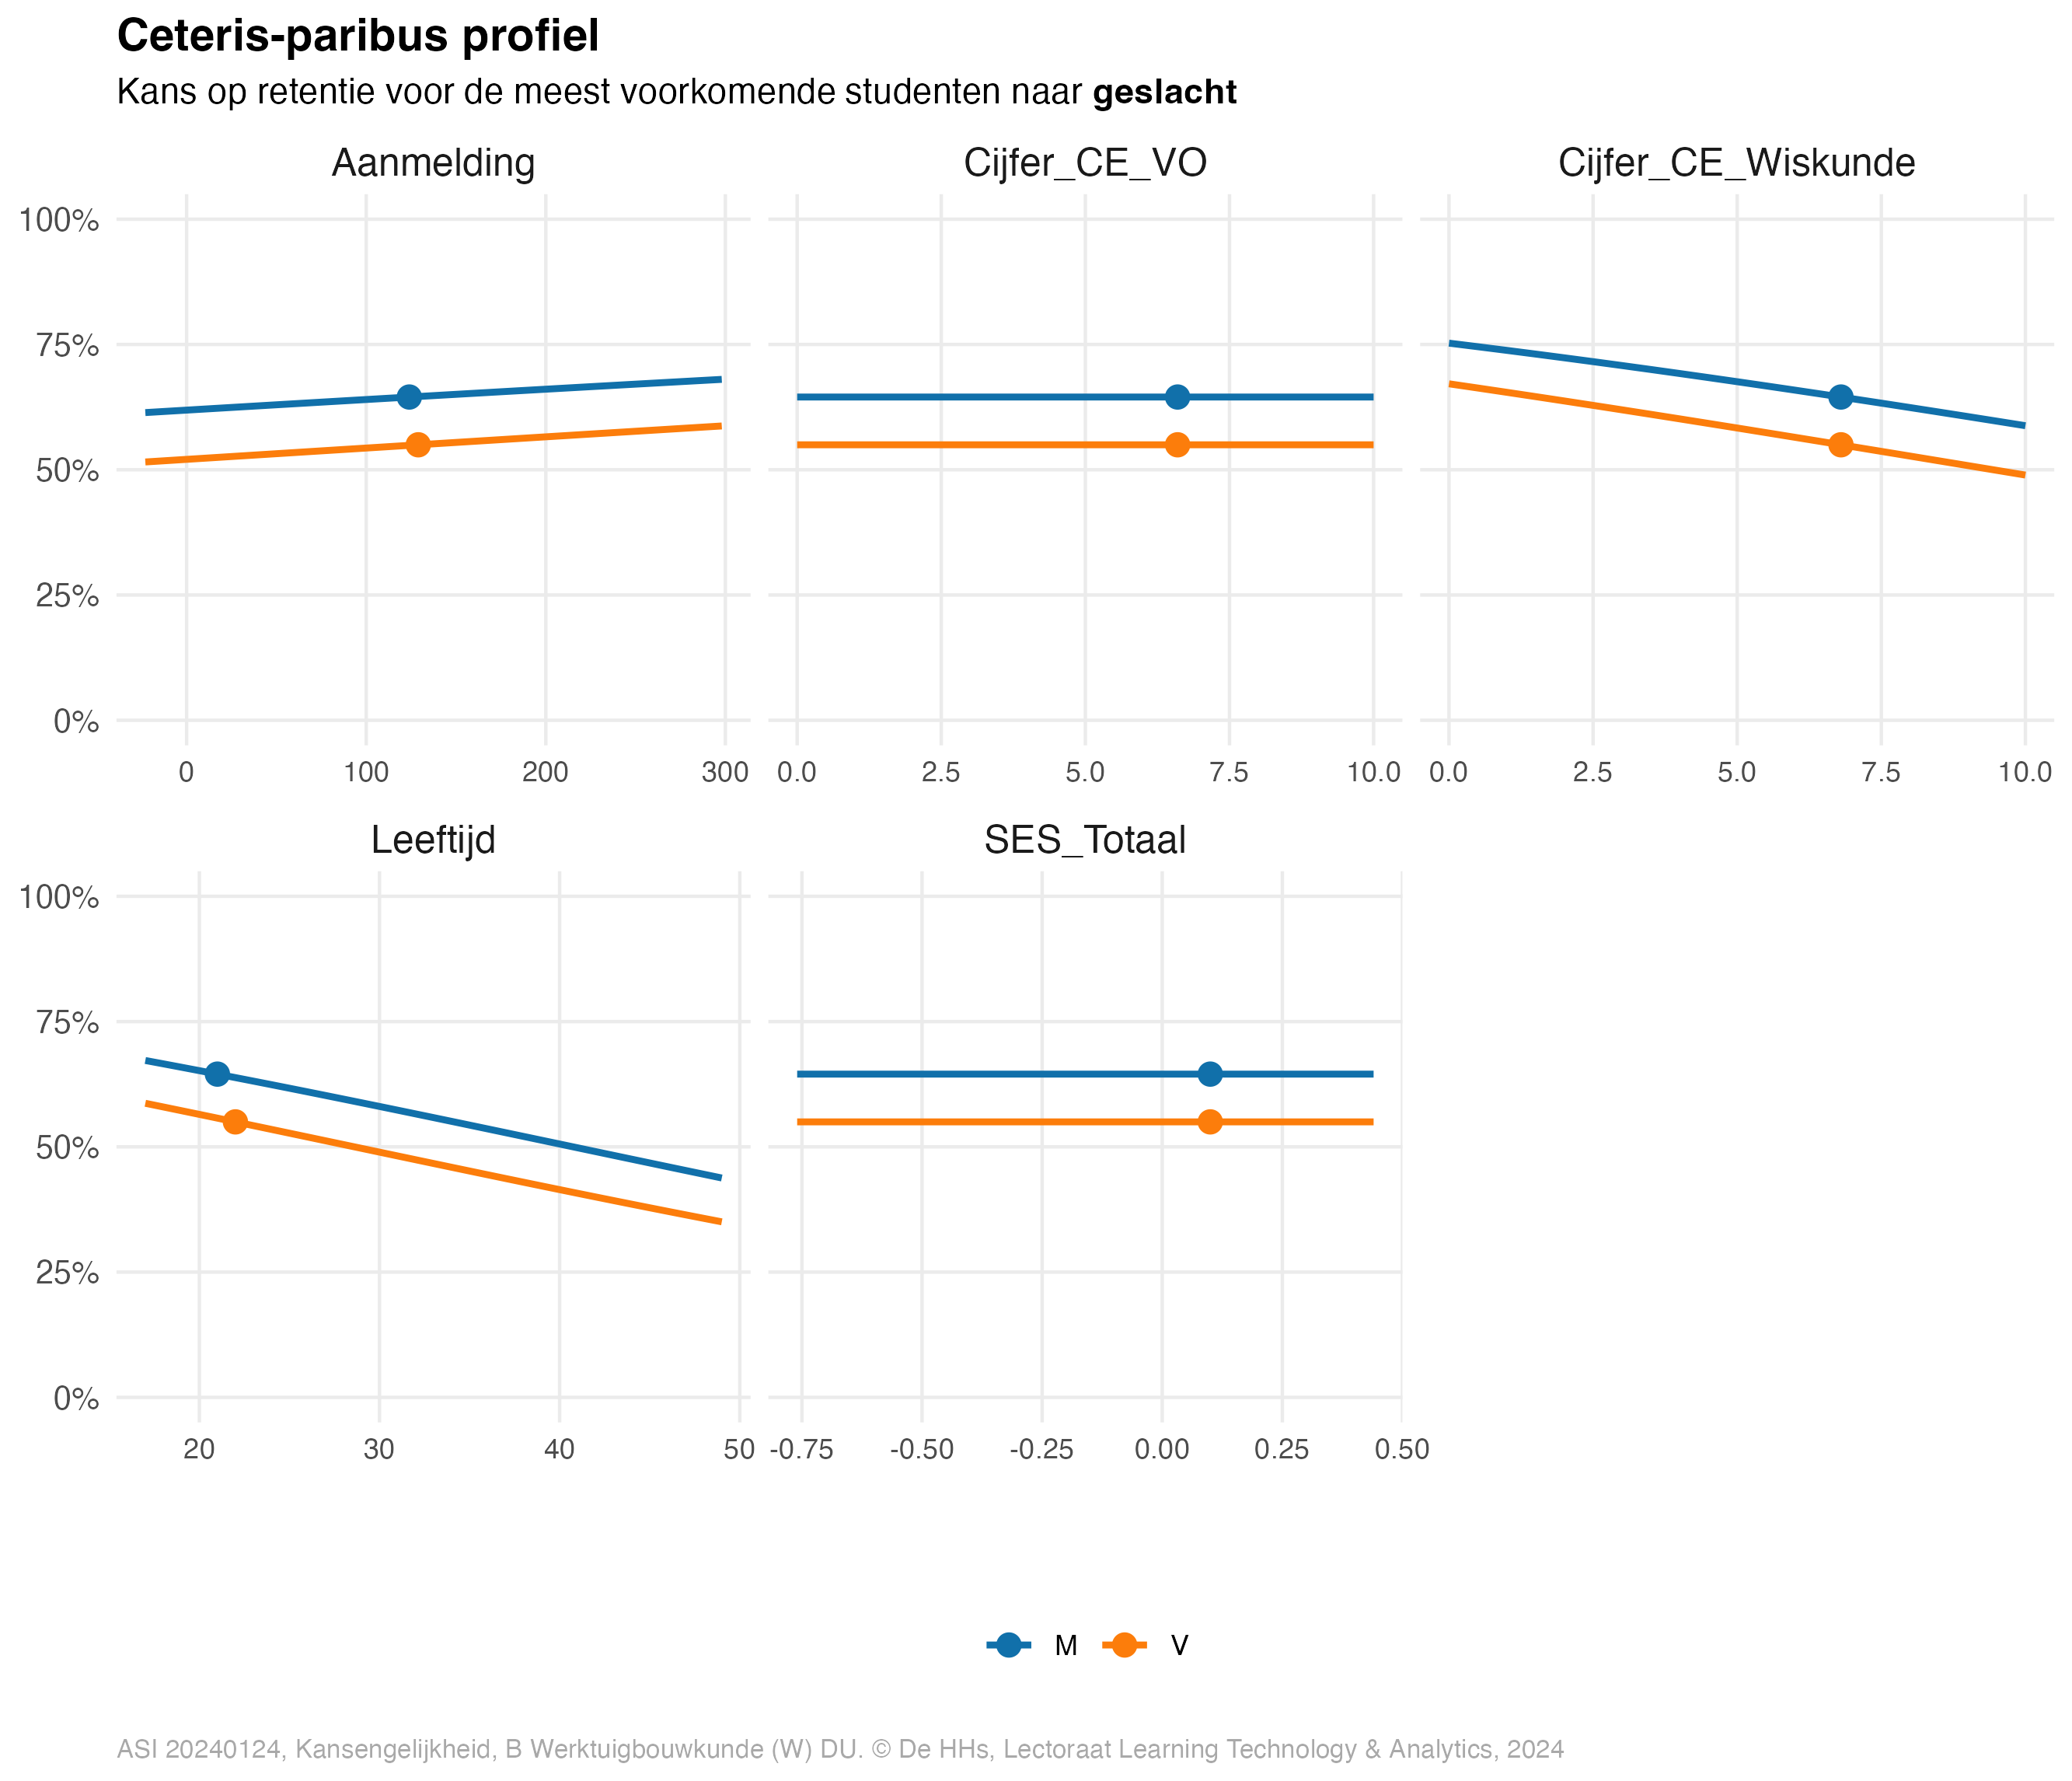 Ceteris-paribus profiel
Kans op retentie voor de meest voorkomende studenten naar geslacht
Aanmelding Cijfer_CE_VO Cijfer_CE_Wiskunde
100%
75%
50%
25%
0%
0 100 200 300 0.0 2.5 5.0 7.5 10.0 0.0 2.5 5.0 7.5 10.0
Leeftijd SES_Totaal
100%
75%
50%
25%
0%
20 30 40 50 -0.75 -0.50 -0.25 0.00 0.25 0.50
M V
ASI 20240124, Kansengelijkheid, B Werktuigbouwkunde (W) DU. © De HHs, Lectoraat Learning Technology & Analytics, 2024